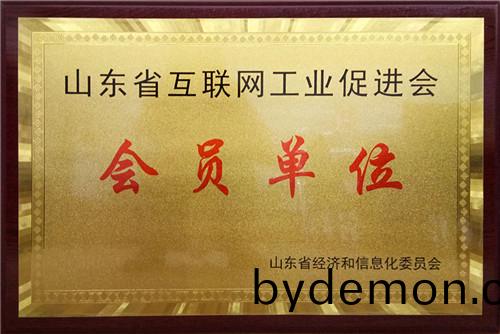 山东省互联网工业促进会
会员单位
山东省经济和信息化委员会
bydemon.c